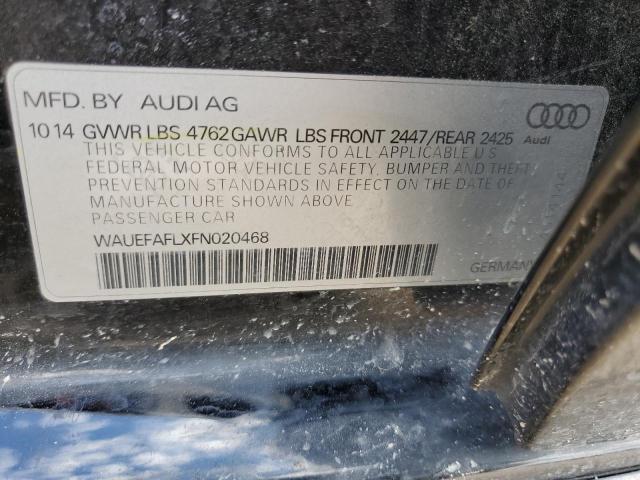 MFD. BY AUDI AG
10 14 GVWR LBS 4762 GAWR LBS FRONT 2447/REAR 2425
Audi
THIS VEHICLE CONFORMS TO ALL APPLICABLE U S
FEDERAL MOTOR VEHICLE SAFETY, BUMPER AND THEFT
PREVENTION STANDARDS IN EFFECT ON THE DATE OF
MANUFACTURE SHOWN ABOVE
PASSENGER CAR
WAUEFAFLXFN020468
GERMANY